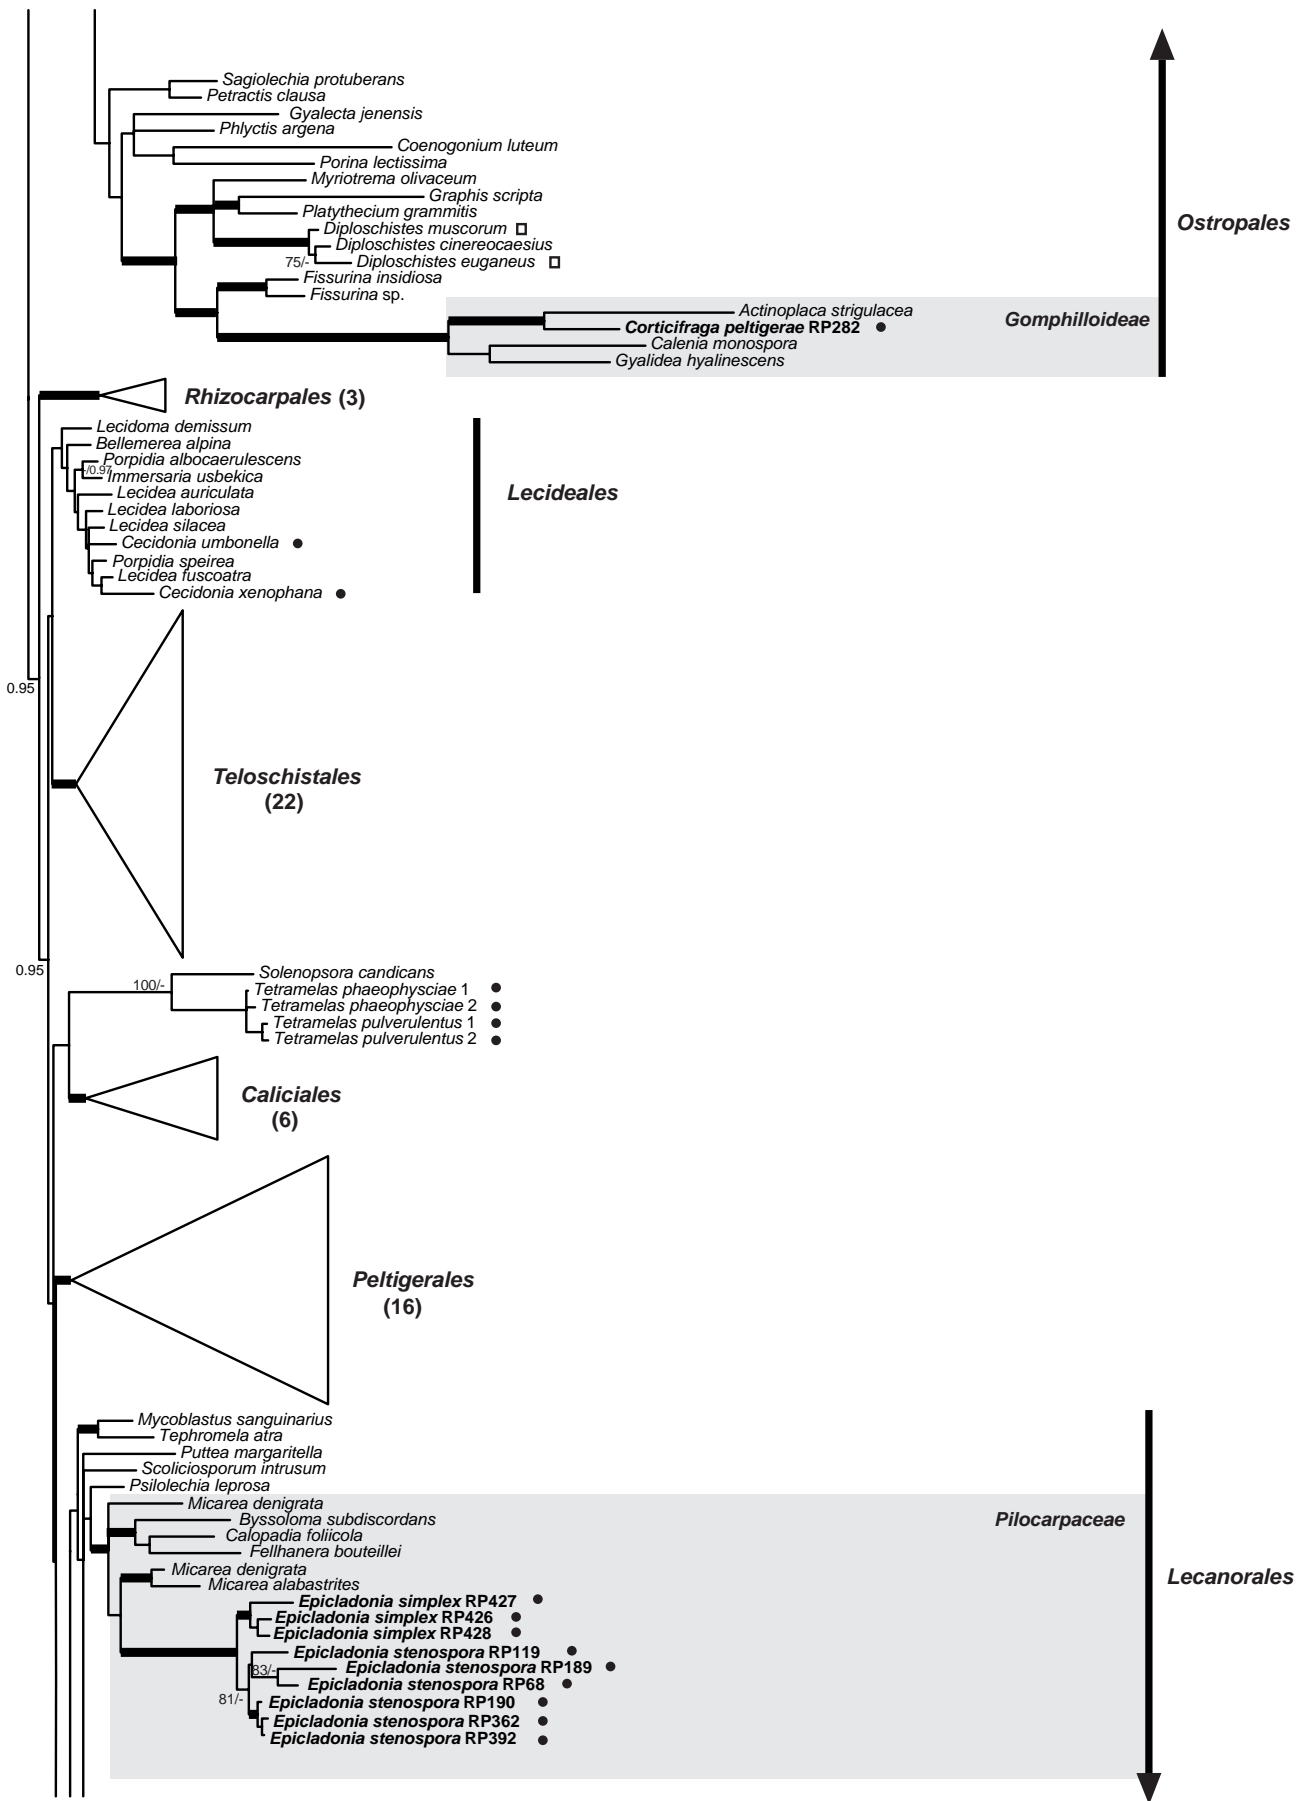 Sagiolechia protuberans
Petractis clausa
Gyalecta jenensis
Phlyctis argena
Coenogonium luteum
Porina lectissima
Myriotrema olivaceum
Graphis scripta
Platythecium grammitis
Diploschistes muscorum
Diploschistes cinereocaesius
75/-
Diploschistes euganeus
Fissurina insidiosa
Fissurina sp.
Ostropales
Actinoplaca strigulacea
Corticifraga peltigerae RP282
Gomphilloideae
Calenia monospora
Gyalidea hyalinescens
Rhizocarpales (3)
Lecidoma demissum
Bellemerea alpina
Porpidia albocaerulescens
-/0.97
Immersaria usbekica
Lecidea auriculata
Lecidea laboriosa
Lecidea silacea
Cecidonia umbonella
Porpidia speirea
Lecidea fuscoatra
Cecidonia xenophana
Lecideales
0.95
Teloschistales
(22)
0.95
Solenopsora candicans
100/-
Tetramelas phaeophysciae 1
Tetramelas phaeophysciae 2
Tetramelas pulverulentus 1
Tetramelas pulverulentus 2
Caliciales
(6)
Peltigerales
(16)
Mycoblastus sanguinarius
Tephromela atra
Puttea margaritella
Scoliciosporum intrusum
Psilolechia leprosa
Micarea denigrata
Byssoloma subdiscordans
Calopadia foliicola
Fellhanera bouteillei
Pilocarpaceae
Micarea denigrata
Micarea alabastrites
Lecanorales
Epicladonia simplex RP427
Epicladonia simplex RP426
Epicladonia simplex RP428
Epicladonia stenospora RP119
83/-
Epicladonia stenospora RP189
Epicladonia stenospora RP68
81/-
Epicladonia stenospora RP190
Epicladonia stenospora RP362
Epicladonia stenospora RP392